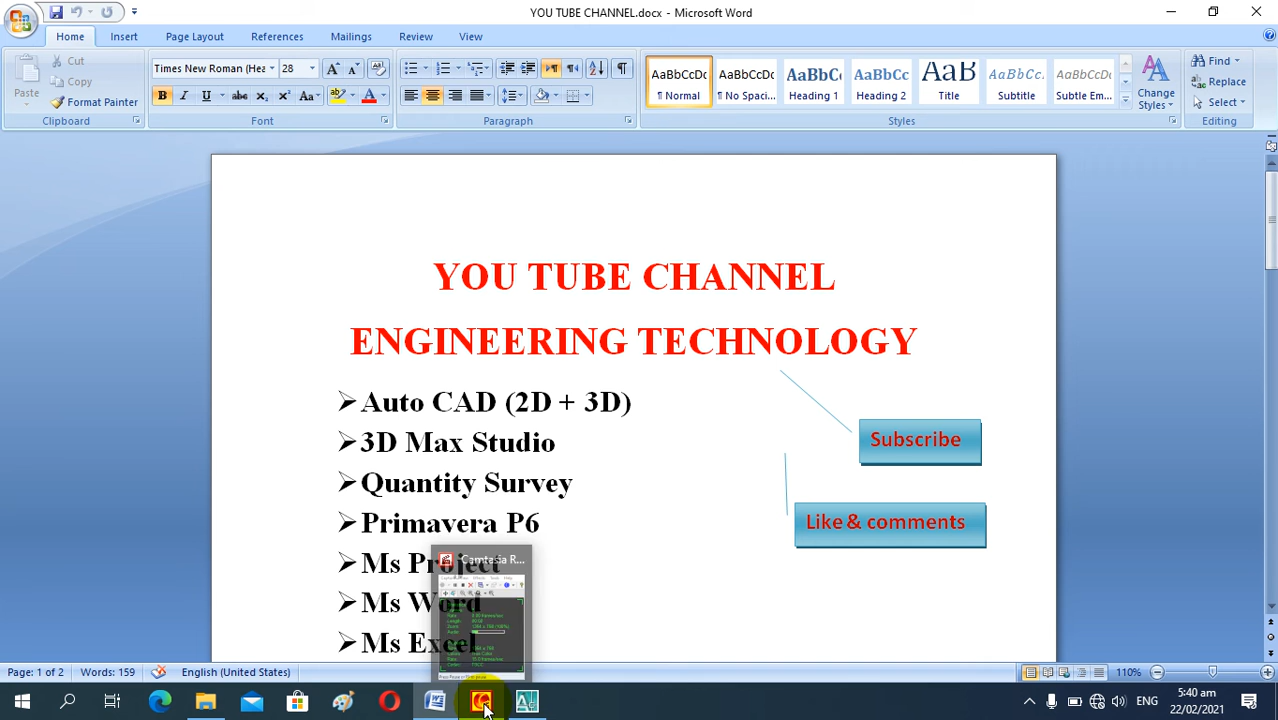 YOU TUBE CHANNEL.docx - Microsoft Word
Home Insert Page Layout References Mailings Review View
Paste
Cut
Copy
Format Painter
Clipboard
Times New Roman (Hea 28
Font
Paragraph
AaBbCcDc
¶ Normal
AaBbCcDc
¶ No Spaci...
AaBbC
Heading 1
AaBbCc
Heading 2
AaB
Title
AaBbCcL
Subtitle
AaBbCcDc
Subtle Em...
Change
Styles
Styles
Find
Replace
Select
Editing
YOU TUBE CHANNEL
ENGINEERING TECHNOLOGY
Auto CAD (2D + 3D)
3D Max Studio
Quantity Survey
Primavera P6
Ms Project
Ms Word
Ms Excel
Subscribe
Like & comments
Camtasia R...
Page: 1 of 2 Words: 159 English (United States) 110%
ENG
5:40 am
22/02/2021